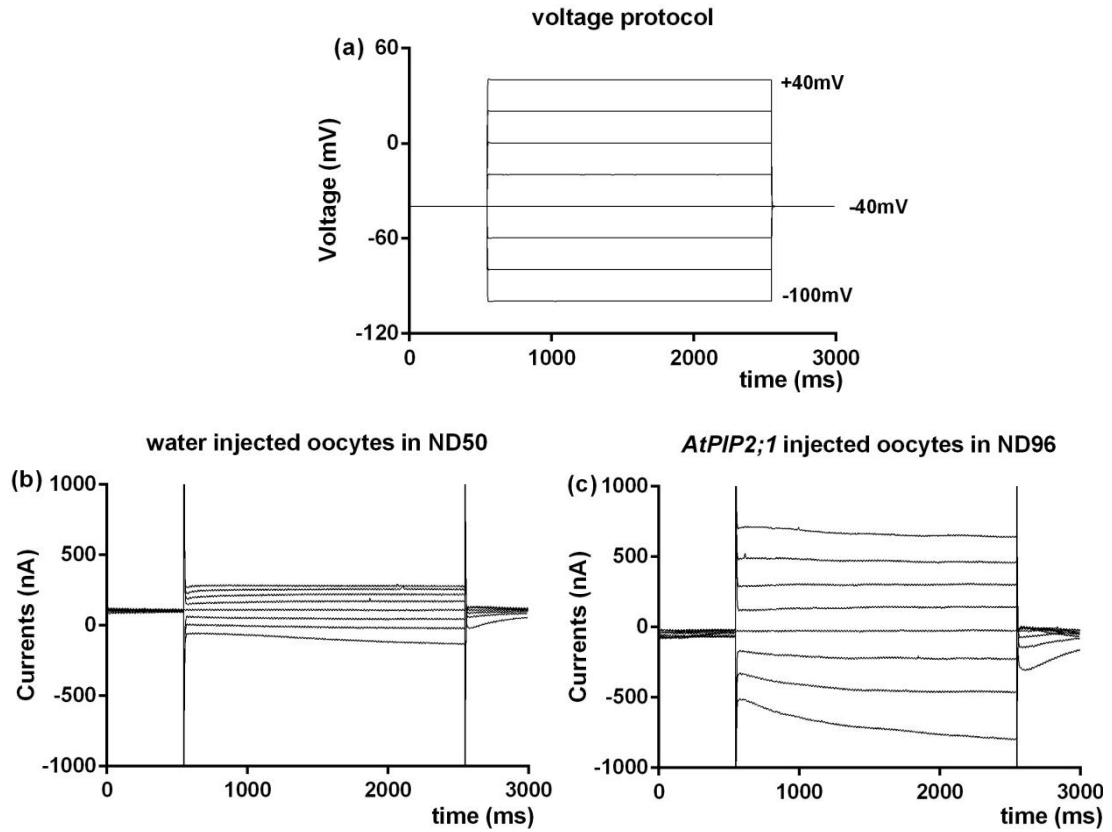 voltage protocol
(a)
Voltage (mV)
60
0
-60
-120
+40mV
-40mV
-100mV
0
1000
2000
3000
time (ms)
water injected oocytes in ND50
(b)
Currents (nA)
1000
500
0
-500
-1000
0
1000
2000
3000
time (ms)
AtPIP2;1 injected oocytes in ND96
(c)
Currents (nA)
1000
500
0
-500
-1000
0
1000
2000
3000
time (ms)